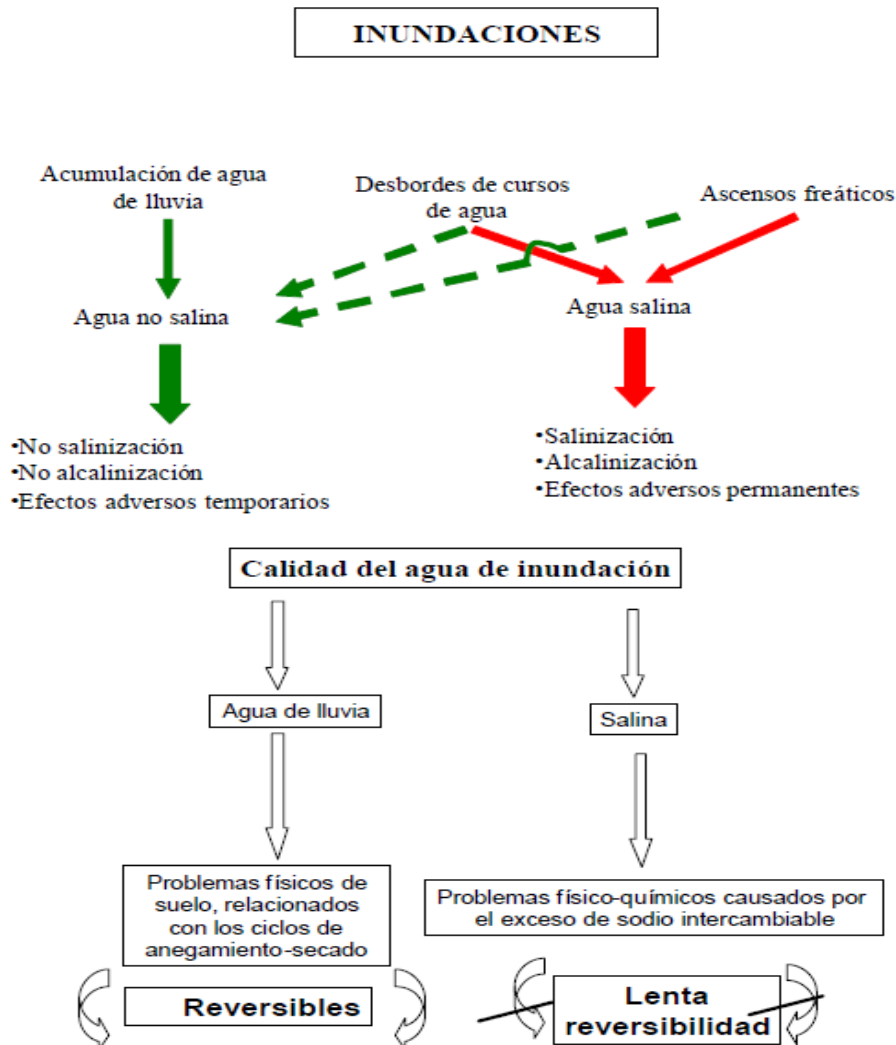 INUNDACIONES
Acumulación de agua
de lluvia
Desbordes de cursos
de agua
Ascensos freáticos
Agua no salina
Agua salina
•No salinización
•No alcalinización
•Efectos adversos temporarios
•Salinización
•Alcalinización
•Efectos adversos permanentes
Calidad del agua de inundación
Agua de lluvia
Salina
Problemas físicos de
suelo, relacionados
con los ciclos de
anegamiento-secado
Problemas físico-químicos causados por
el exceso de sodio intercambiable
Reversibles
Lenta
reversibilidad